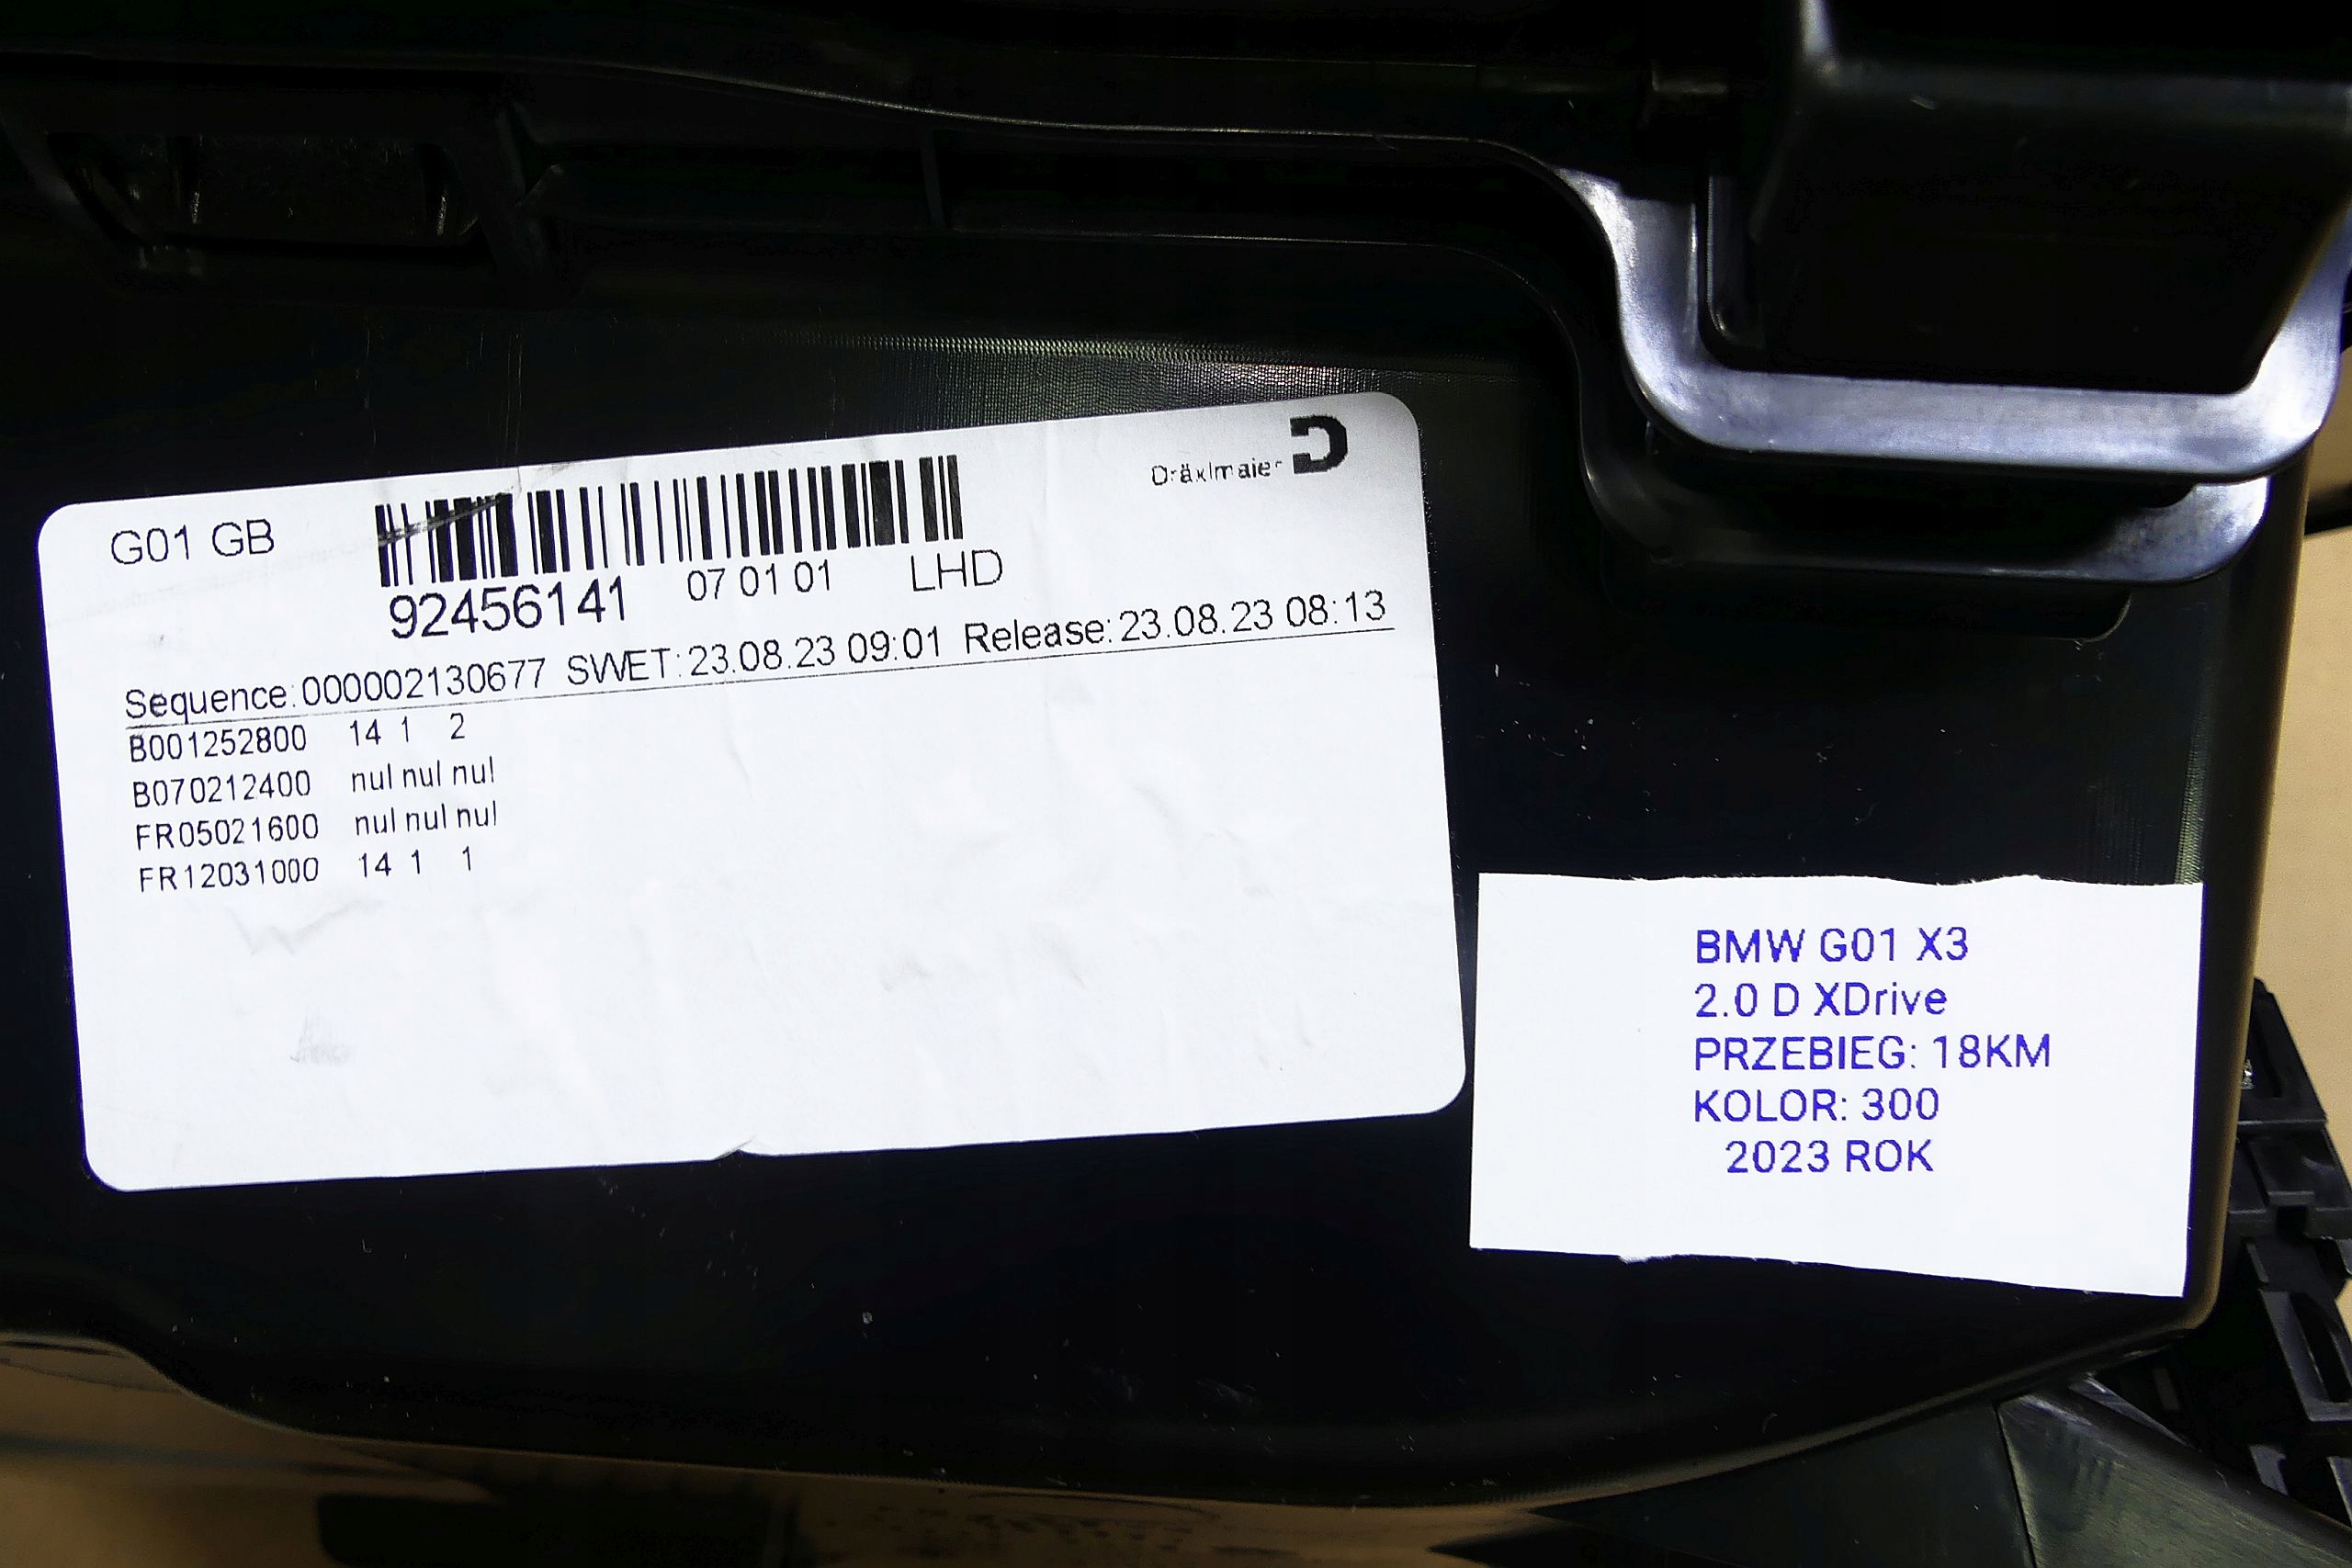 Dräxlmaier
G01 GB
92456141 07 01 01 LHD
Sequence:000002130677 SWET:23.08.23 09:01 Release:23.08.23 08:13
B001252800 14 1 2
B070212400 nul nul nul
FR05021600 nul nul nul
FR12031000 14 1 1
BMW G01 X3
2.0 D XDrive
PRZEBIEG: 18KM
KOLOR: 300
2023 ROK